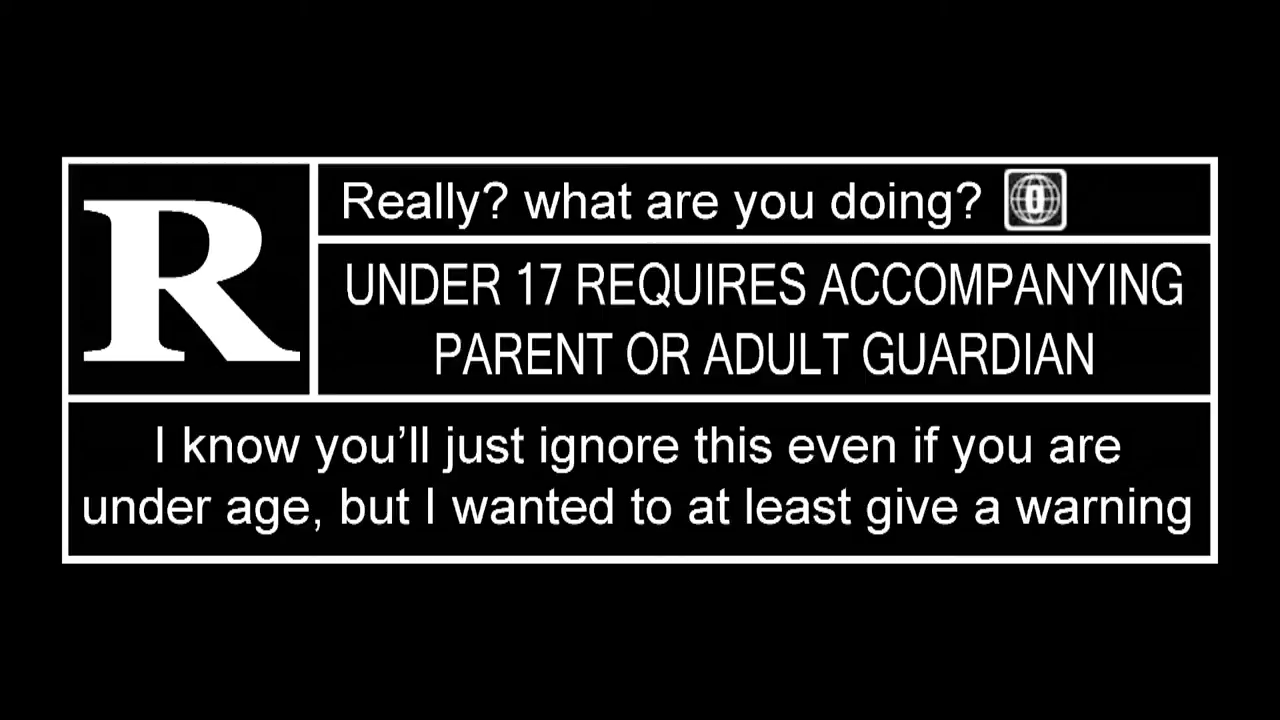 R
Really? what are you doing? 0
UNDER 17 REQUIRES ACCOMPANYING
PARENT OR ADULT GUARDIAN
I know you’ll just ignore this even if you are
under age, but I wanted to at least give a warning